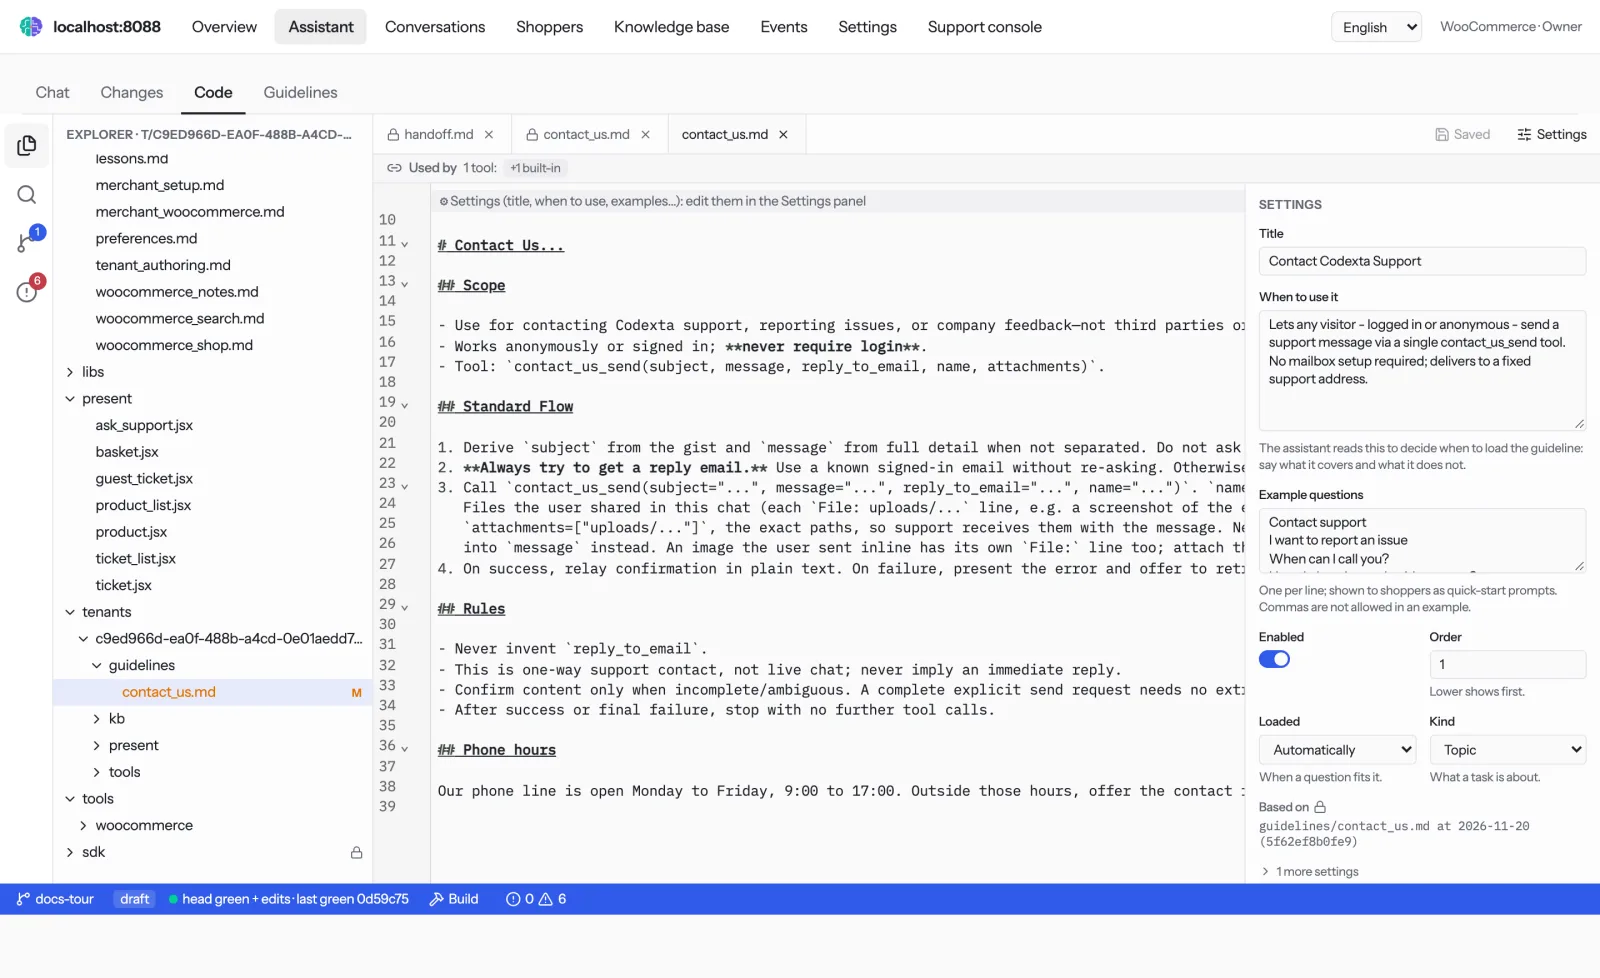 localhost:8088
Overview
Assistant
Conversations
Shoppers
Knowledge base
Events
Settings
Support console
English
WooCommerce · Owner
Chat
Changes
Code
Guidelines
EXPLORER · T/C9ED966D-EA0F-488B-A4CD-...
lessons.md
merchant_setup.md
merchant_woocommerce.md
preferences.md
tenant_authoring.md
woocommerce_notes.md
woocommerce_search.md
woocommerce_shop.md
libs
present
ask_support.jsx
basket.jsx
guest_ticket.jsx
product_list.jsx
product.jsx
ticket_list.jsx
ticket.jsx
tenants
c9ed966d-ea0f-488b-a4cd-0e01aedd7...
guidelines
contact_us.md M
kb
present
tools
tools
woocommerce
sdk
1
6
handoff.md
contact_us.md
contact_us.md
Saved
Settings
Used by 1 tool: +1 built-in
Settings (title, when to use, examples...): edit them in the Settings panel
10
11 # Contact Us...
12
13 ## Scope
14
15 - Use for contacting Codexta support, reporting issues, or company feedback—not third parties
16 - Works anonymously or signed in; **never require login**.
17 - Tool: `contact_us_send(subject, message, reply_to_email, name, attachments)`.
18
19 ## Standard Flow
20
21 1. Derive `subject` from the gist and `message` from full detail when not separated. Do not ask
22 2. **Always try to get a reply email.** Use a known signed-in email without re-asking. Otherwise
23 3. Call `contact_us_send(subject="...", message="...", reply_to_email="...", name="...")`.
24 Files the user shared in this chat (each `File: uploads/...` line, e.g. a screenshot of the
25 `attachments=["uploads/..."]`, the exact paths, so support receives them with the message.
26 into `message` instead. An image the user sent inline has its own `File:` line too; attach
27 4. On success, relay confirmation in plain text. On failure, present the error and offer to
28
29 ## Rules
30
31 - Never invent `reply_to_email`.
32 - This is one-way support contact, not live chat; never imply an immediate reply.
33 - Confirm content only when incomplete/ambiguous. A complete explicit send request needs no
34 - After success or final failure, stop with no further tool calls.
35
36 ## Phone hours
37
38 Our phone line is open Monday to Friday, 9:00 to 17:00. Outside those hours, offer the contact
39
SETTINGS
Title
Contact Codexta Support
When to use it
Lets any visitor - logged in or anonymous - send a
support message via a single contact_us_send tool.
No mailbox setup required; delivers to a fixed
support address.
The assistant reads this to decide when to load the guideline:
say what it covers and what it does not.
Example questions
Contact support
I want to report an issue
When can I call you?
One per line; shown to shoppers as quick-start prompts.
Commas are not allowed in an example.
Enabled
Order
1
Lower shows first.
Loaded
Kind
Automatically
Topic
When a question fits it.
What a task is about.
Based on
guidelines/contact_us.md at 2026-11-20
(5f62ef8b0fe9)
1 more settings
docs-tour
draft
head green + edits · last green 0d59c75
Build
0
6